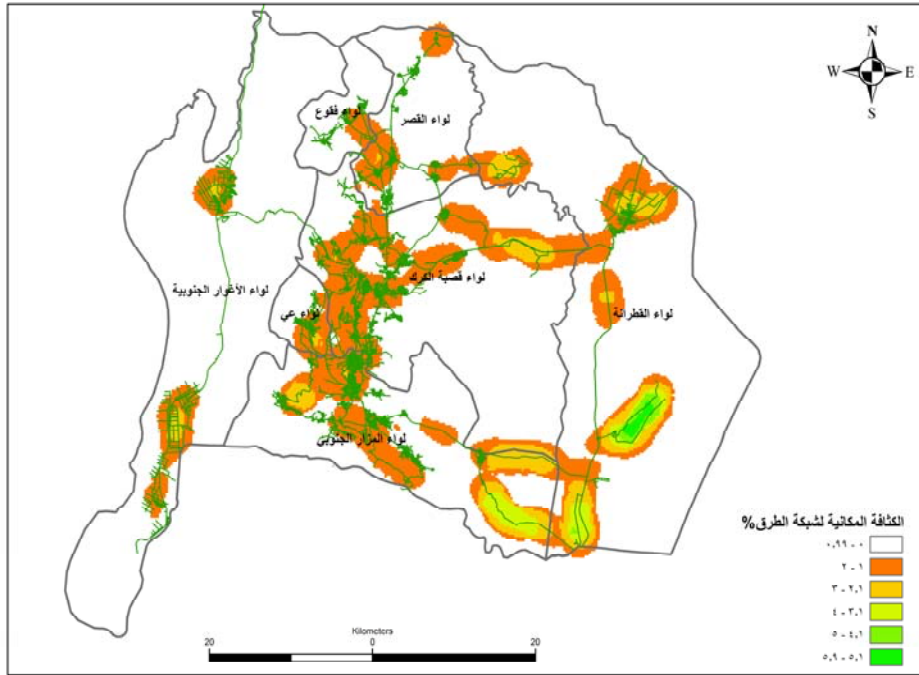 N
W E
S
لواء فقوع
لواء القصر
لواء الأغوار الجنوبية
لواء قصبة الكرك
لواء عي
لواء القطرانة
لواء المزار الجنوبي
الكثافة المكانية لشبكة الطرق%
٠ - ٠,٩٩
١ - ٢
٢,١ - ٣
٣,١ - ٤
٤,١ - ٥
٥,١ - ٥,٩
Kilometers
20 0 20